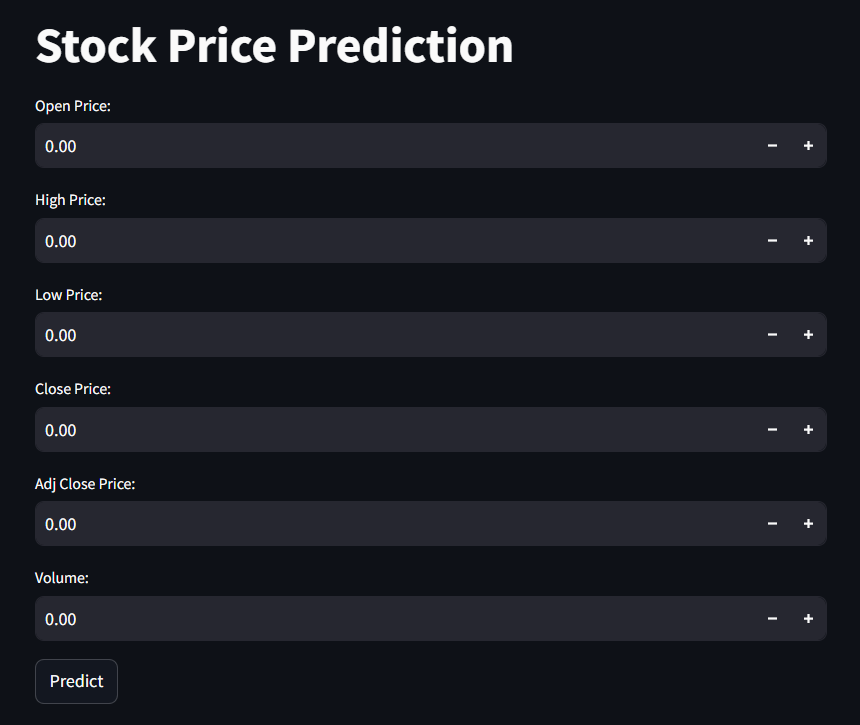 Stock Price Prediction
Open Price:
0.00
High Price:
0.00
Low Price:
0.00
Close Price:
0.00
Adj Close Price:
0.00
Volume:
0.00
Predict